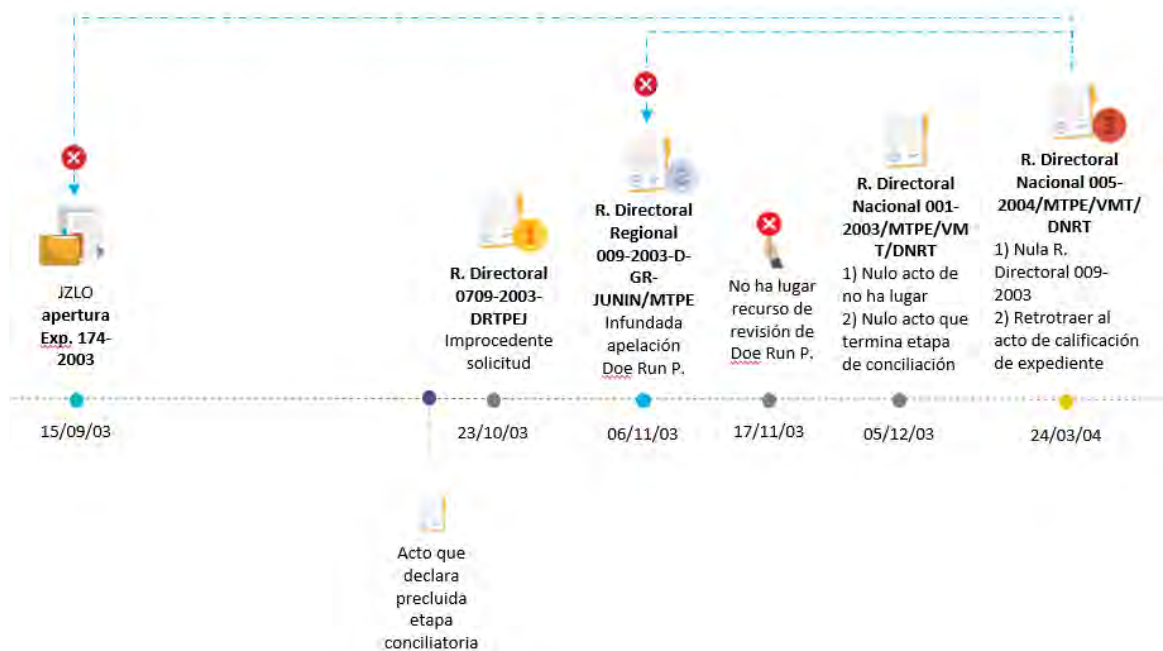 JZLO
apertura
Exp. 174-
2003
15/09/03
Acto que
declara
precluida
etapa
conciliatoria
R. Directoral
0709-2003-
DRTPEJ
Improcedente
solicitud
23/10/03
R. Directoral
Regional
009-2003-D-
GR-
JUNIN/MTPE
Infundada
apelación
Doe Run P.
06/11/03
No ha lugar
recurso de
revisión de
Doe Run P.
17/11/03
R. Directoral
Nacional 001-
2003/MTPE/VM
T/DNRT
1) Nulo acto de
no ha lugar
2) Nulo acto que
termina etapa
de conciliación
05/12/03
R. Directoral
Nacional 005-
2004/MTPE/VMT/
DNRT
1) Nula R.
Directoral 009-
2003
2) Retrotraer al
acto de calificación
de expediente
24/03/04